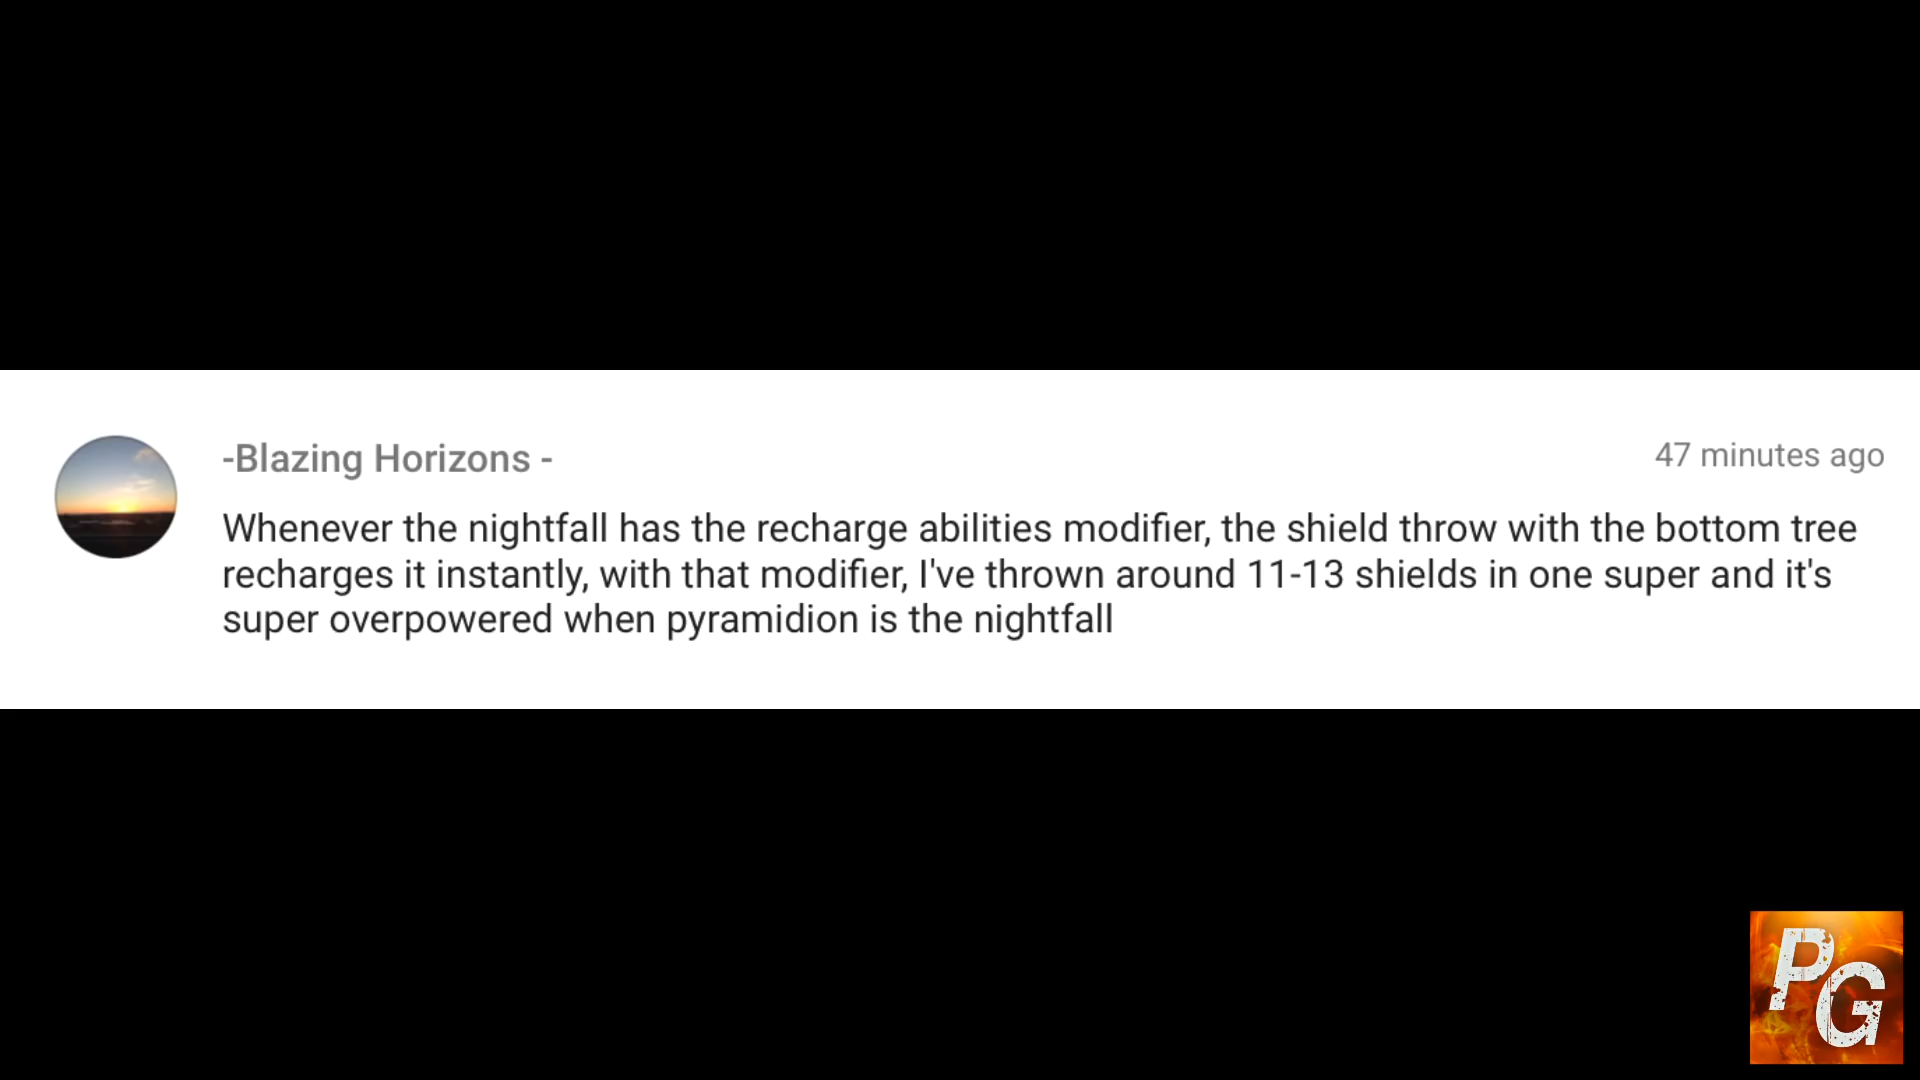 -Blazing Horizons -
47 minutes ago
Whenever the nightfall has the recharge abilities modifier, the shield throw with the bottom tree
recharges it instantly, with that modifier, I've thrown around 11-13 shields in one super and it's
super overpowered when pyramidion is the nightfall
PG